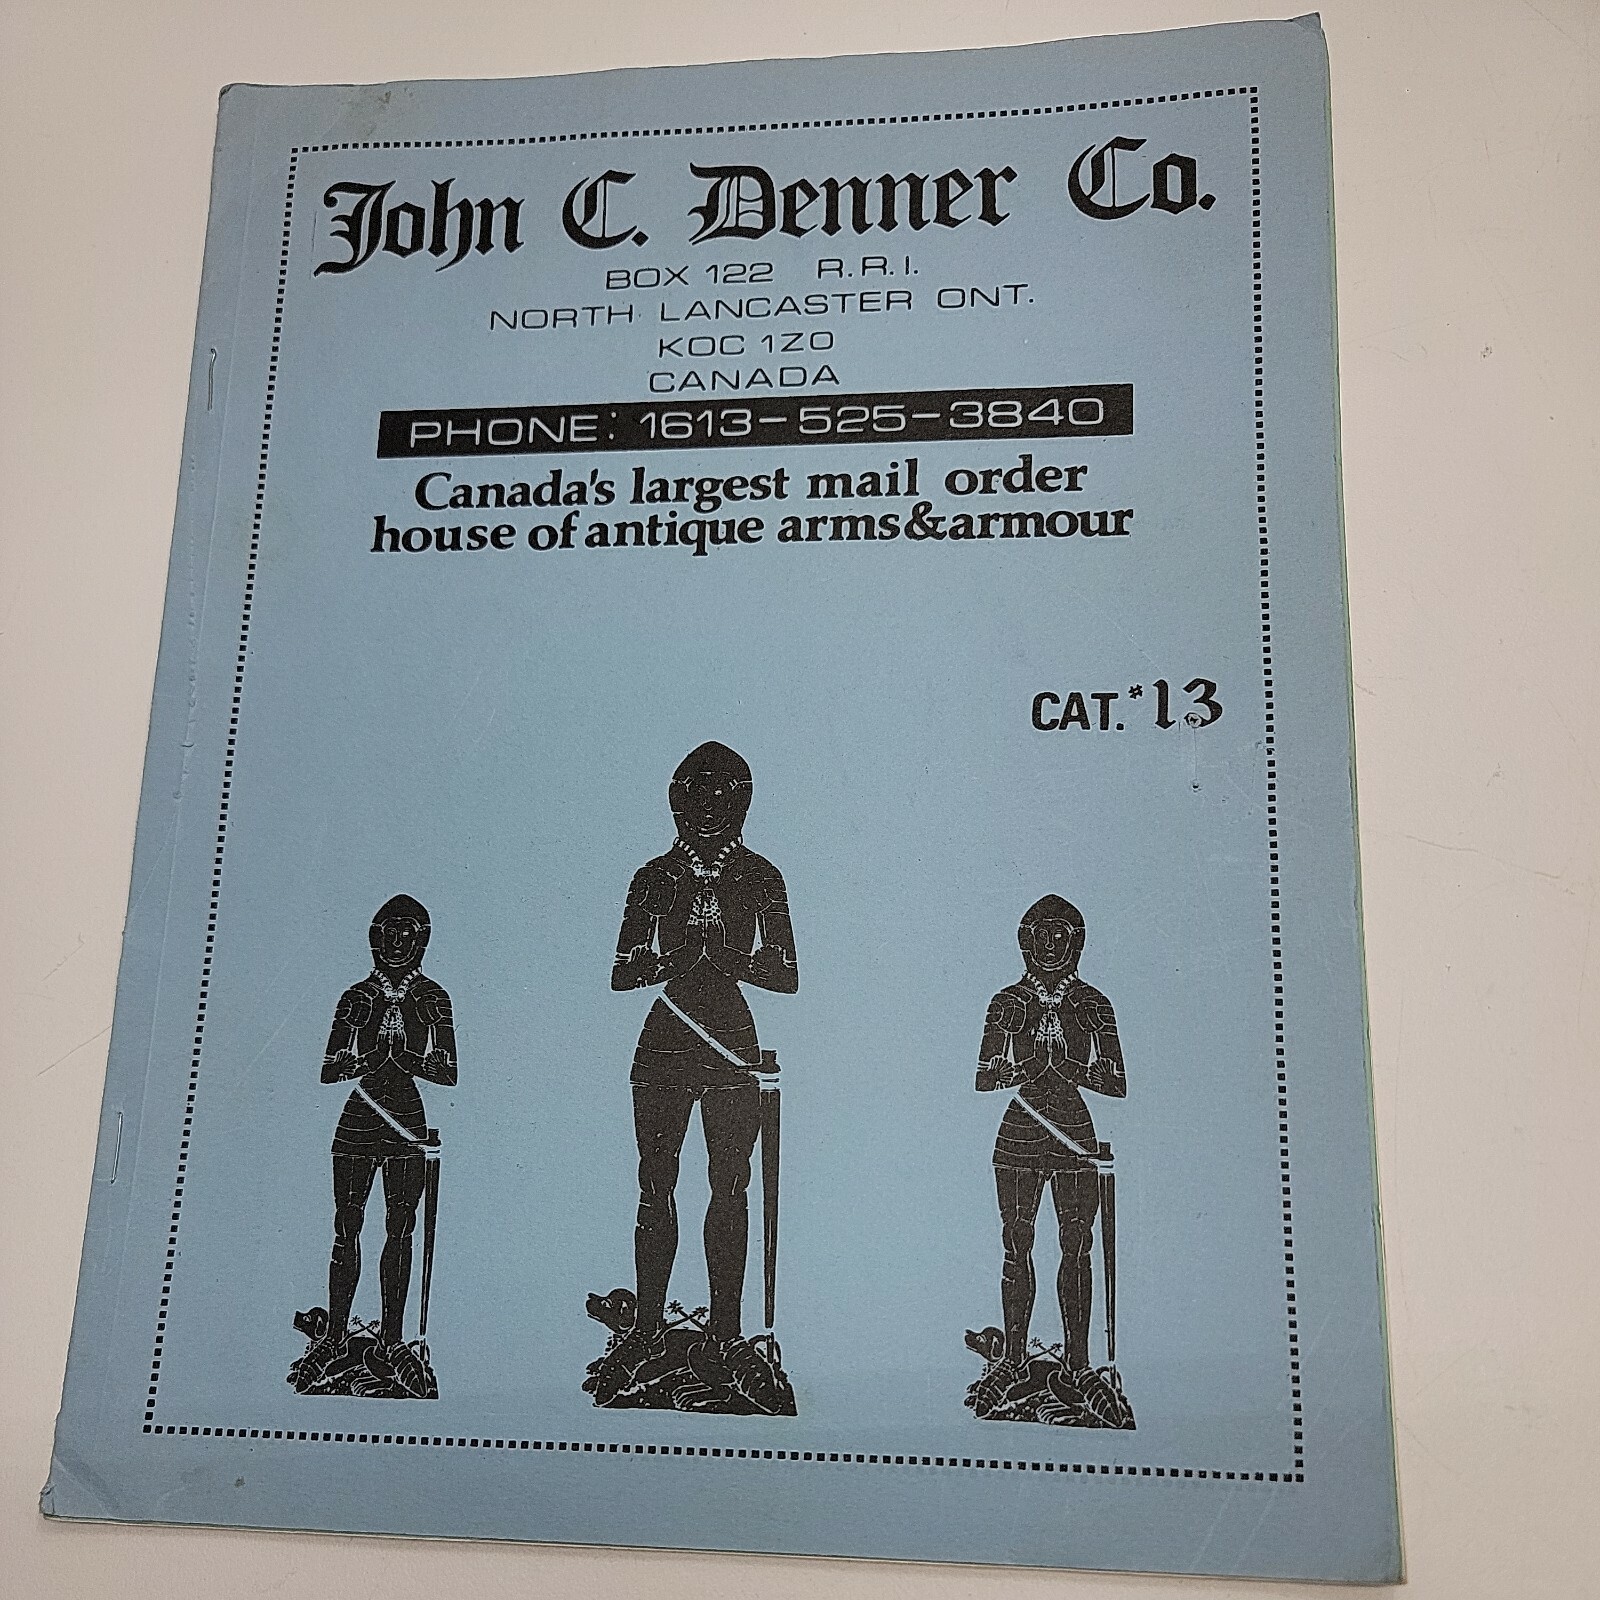 John C. Denner Co.
BOX 122 R.R.1.
NORTH LANCASTER ONT.
KOC 1ZO
CANADA
PHONE: 1613-525-3840
Canada's largest mail order
house of antique arms&armour
CAT.# 13